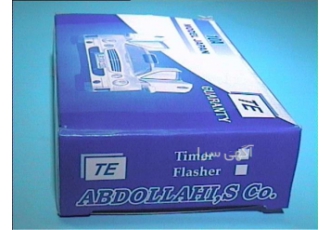 GUARANTY
TE
TE
Timer
Flasher
ABDOLLAHI,S Co.